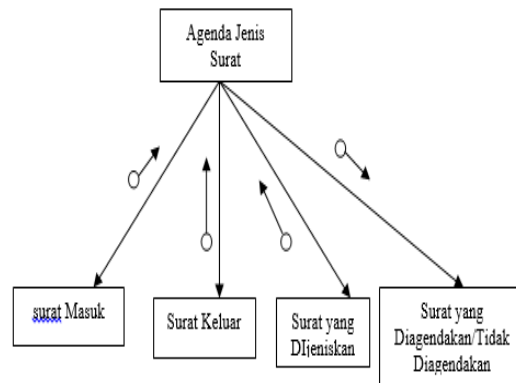 Agenda Jenis
Surat
surat Masuk
Surat Keluar
Surat yang
DIjeniskan
Surat yang
Diagendakan/Tidak
Diagendakan